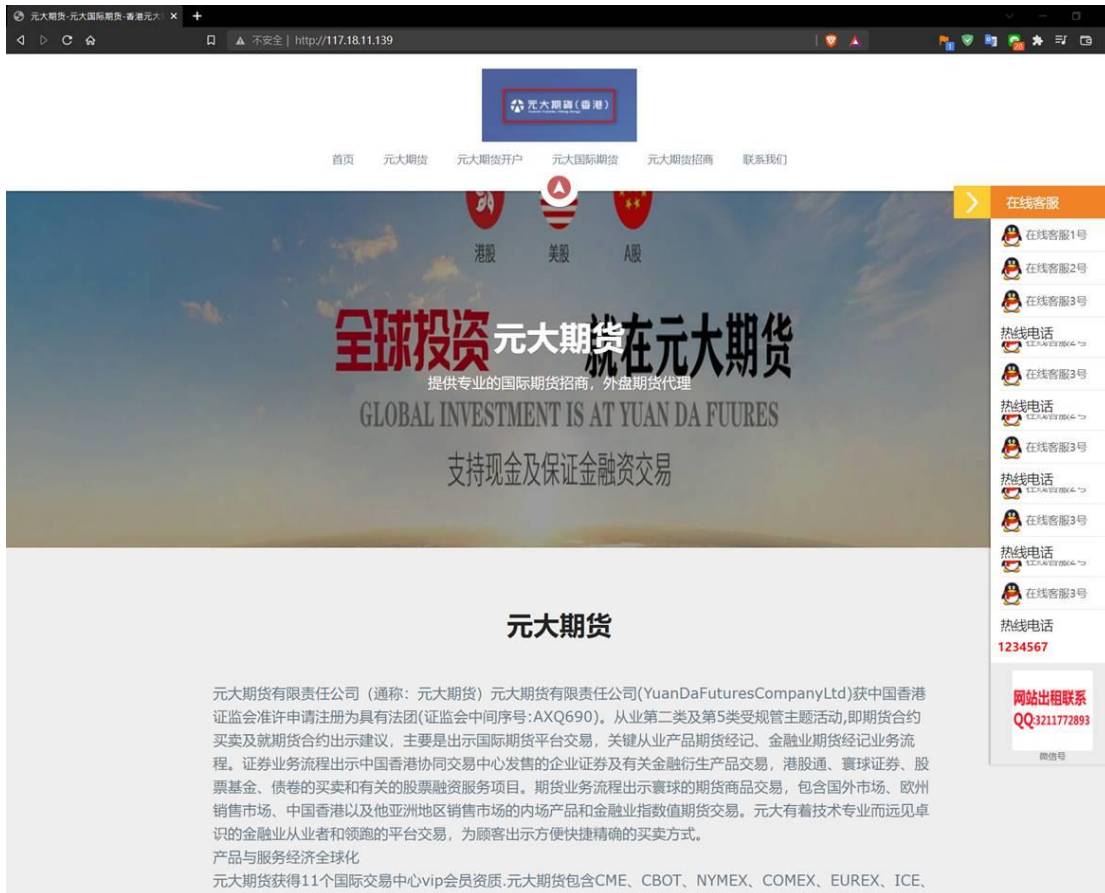 元大期货-元大国际期货-香港元大
不安全 | http://117.18.11.139
1
28
元大期貨(香港)
首页 元大期货 元大期货开户 元大国际期货 元大期货招商 联系我们
港股 美股 A股
全球投资 就在元大期货
元大期货
提供专业的国际期货招商，外盘期货代理
GLOBAL INVESTMENT IS AT YUAN DA FUURES
支持现金及保证金融资交易
在线客服
在线客服1号
在线客服2号
在线客服3号
热线电话
在线客服3号
热线电话
在线客服3号
热线电话
在线客服3号
热线电话
在线客服3号
热线电话
1234567
网站出租联系
QQ:3211772893
微信号
元大期货
元大期货有限责任公司（通称：元大期货）元大期货有限责任公司(YuanDaFuturesCompanyLtd)获中国香港
证监会准许申请注册为具有法团(证监会中间序号:AXQ690)。从业第二类及第5类受规管主题活动,即期货合约
买卖及就期货合约出示建议，主要是出示国际期货平台交易，关键从业产品期货经记、金融业期货经记业务流
程。证券业务流程出示中国香港协同交易中心发售的企业证券及有关金融衍生产品交易，港股通、寰球证券、股
票基金、债卷的买卖和有关的股票融资服务项目。期货业务流程出示寰球的期货商品交易，包含国外市场、欧州
销售市场、中国香港以及他亚洲地区销售市场的内场产品和金融业指数值期货交易。元大有着技术专业而远见卓
识的金融业从业者和领跑的平台交易，为顾客出示方便快捷精确的买卖方式。
产品与服务经济全球化
元大期货获得11个国际交易中心vip会员资质.元大期货包含CME、CBOT、NYMEX、COMEX、EUREX、ICE、